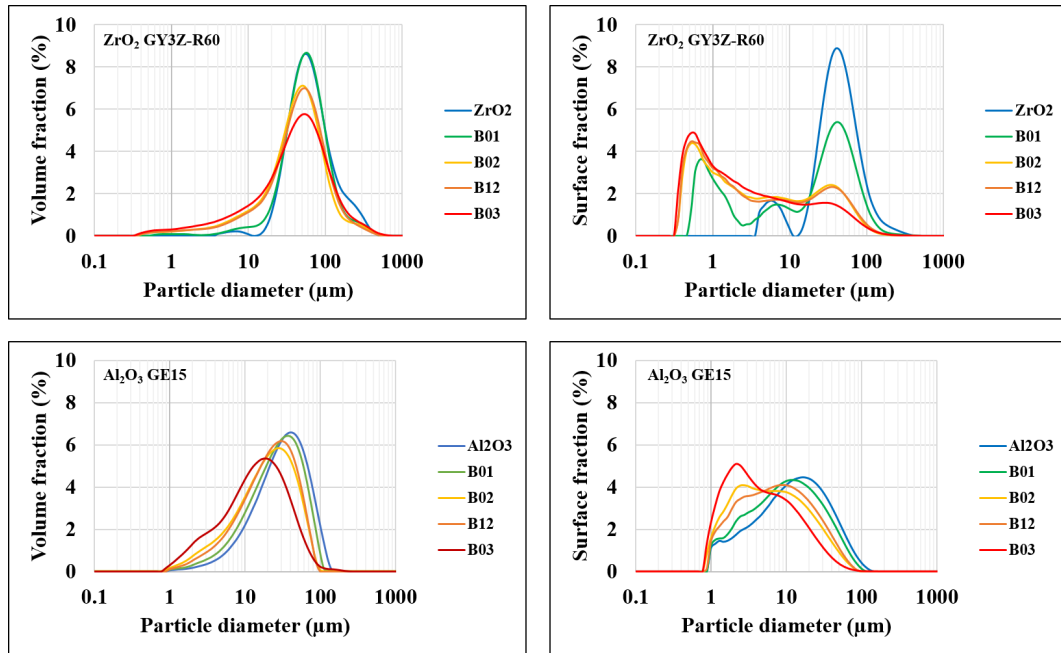 ZrO₂ GY3Z-R60
Volume fraction (%)
10
8
6
4
2
0
0.1 1 10 100 1000
Particle diameter (µm)
ZrO2
B01
B02
B12
B03
ZrO₂ GY3Z-R60
Surface fraction (%)
10
8
6
4
2
0
0.1 1 10 100 1000
Particle diameter (µm)
ZrO2
B01
B02
B12
B03
Al₂O₃ GE15
Volume fraction (%)
10
8
6
4
2
0
0.1 1 10 100 1000
Particle diameter (µm)
Al2O3
B01
B02
B12
B03
Al₂O₃ GE15
Surface fraction (%)
10
8
6
4
2
0
0.1 1 10 100 1000
Particle diameter (µm)
Al2O3
B01
B02
B12
B03